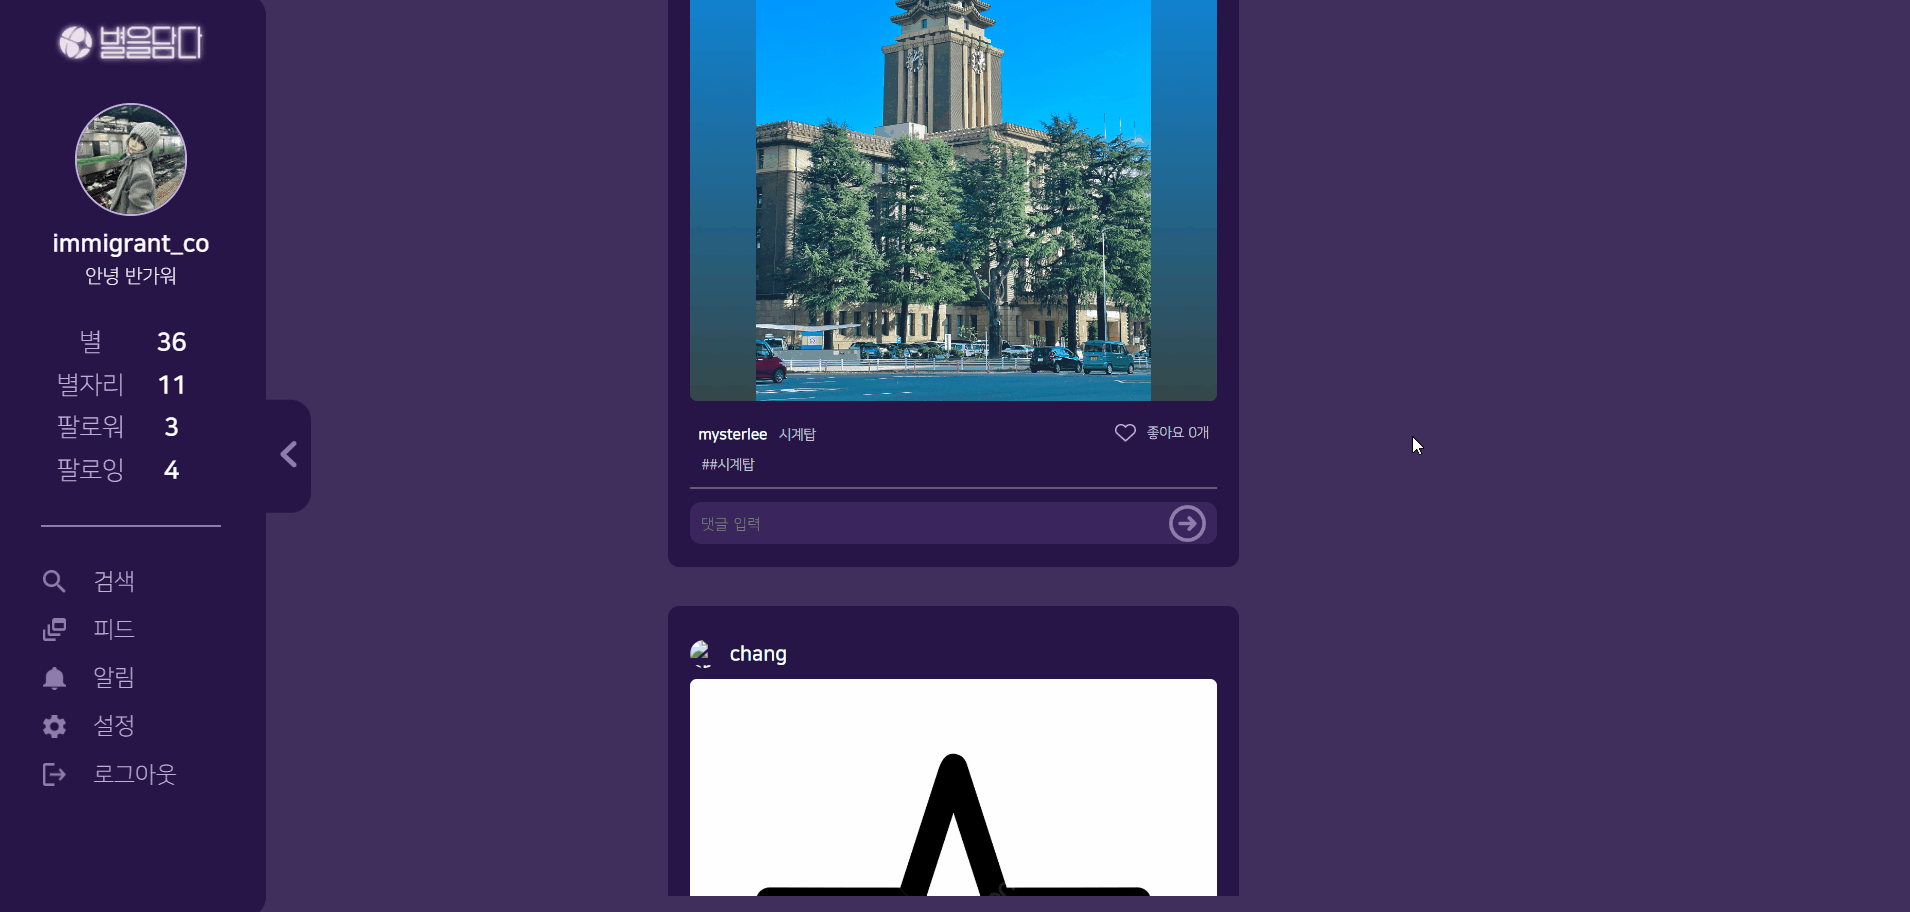 별을담다
immigrant_co
안녕 반가워
별 36
별자리 11
팔로워 3
팔로잉 4
검색
피드
알림
설정
로그아웃
mysterlee 시계탑 좋아요 0개
##시계탑
댓글 입력
chang